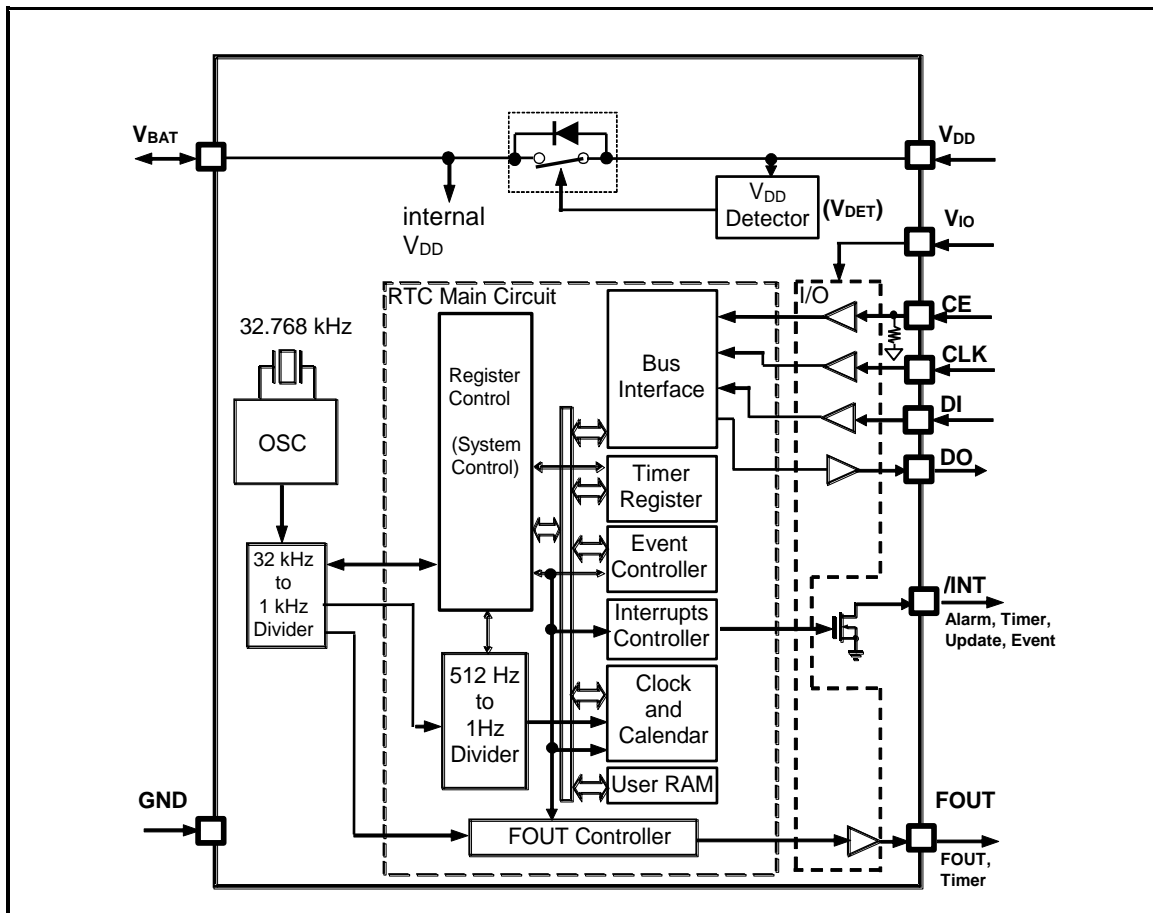 VBAT
VDD
internal
VDD
VDD
Detector
(VDET)
VIO
RTC Main Circuit
I/O
32.768 kHz
OSC
Register
Control
(System
Control)
Bus
Interface
CE
CLK
DI
DO
Timer
Register
Event
Controller
32 kHz
to
1 kHz
Divider
Interrupts
Controller
/INT
Alarm, Timer,
Update, Event
512 Hz
to
1Hz
Divider
Clock
and
Calendar
User RAM
GND
FOUT Controller
FOUT
FOUT,
Timer